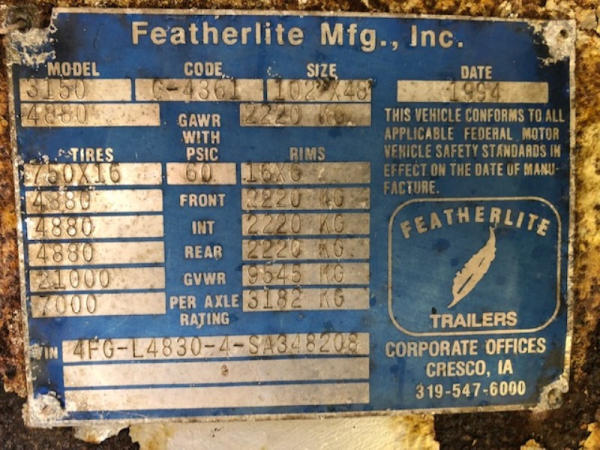 Featherlite Mfg., Inc.
MODEL CODE SIZE DATE
3150 C-4361 102"X48 1994
4880 GAWR WITH PSIC 2220 KG
THIS VEHICLE CONFORMS TO ALL
APPLICABLE FEDERAL MOTOR
VEHICLE SAFETY STANDARDS IN
EFFECT ON THE DATE OF MANU-
FACTURE.
TIRES RIMS
750X16 60 16X6
4880 FRONT 2220 KG
4880 INT 2220 KG
4880 REAR 2220 KG
21000 GVWR 9545 KG
7000 PER AXLE RATING 3182 KG
VIN 4FG-L4830-4-SA348208
FEATHERLITE
TRAILERS
CORPORATE OFFICES
CRESCO, IA
319-547-6000